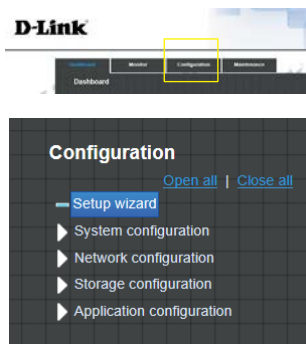 D-Link
Dashboard Monitor Configuration Maintenance
Dashboard
Configuration
Open all | Close all
Setup wizard
System configuration
Network configuration
Storage configuration
Application configuration